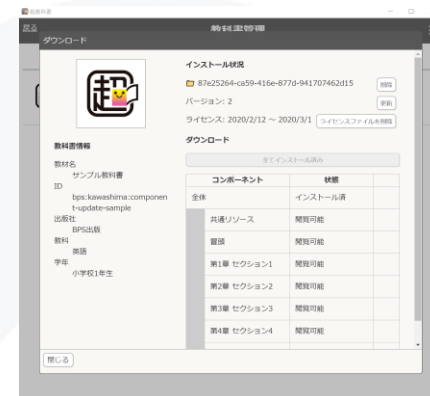 超教科書
戻る
教科書管理
ダウンロード
超
教科書情報
教材名
サンプル教科書
ID
bps:kawashima:componen
t-update-sample
出版社
BPS出版
教科
英語
学年
小学校1年生
インストール状況
87e25264-ca59-416e-877d-941707462d15
削除
バージョン: 2
更新
ライセンス: 2020/2/12 ～ 2020/3/1
ライセンスファイルを削除
ダウンロード
全てインストール済み
コンポーネント 状態
全体 インストール済
共通リソース 閲覧可能
冒頭 閲覧可能
第1章 セクション1 閲覧可能
第2章 セクション2 閲覧可能
第3章 セクション3 閲覧可能
第4章 セクション4 閲覧可能
閉じる